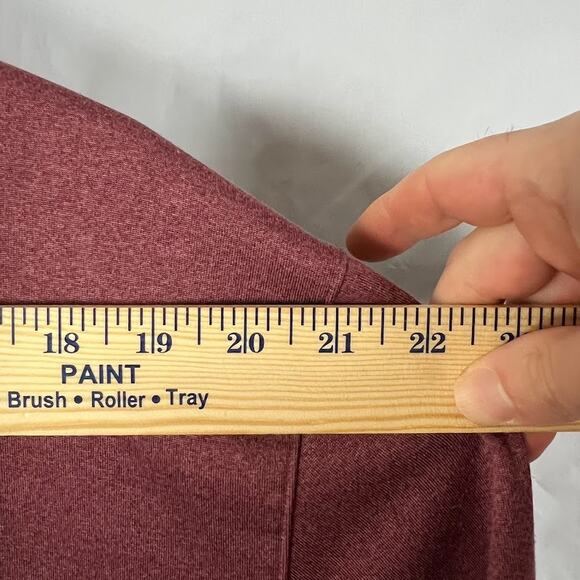 18 19 20 21 22
PAINT
Brush • Roller • Tray